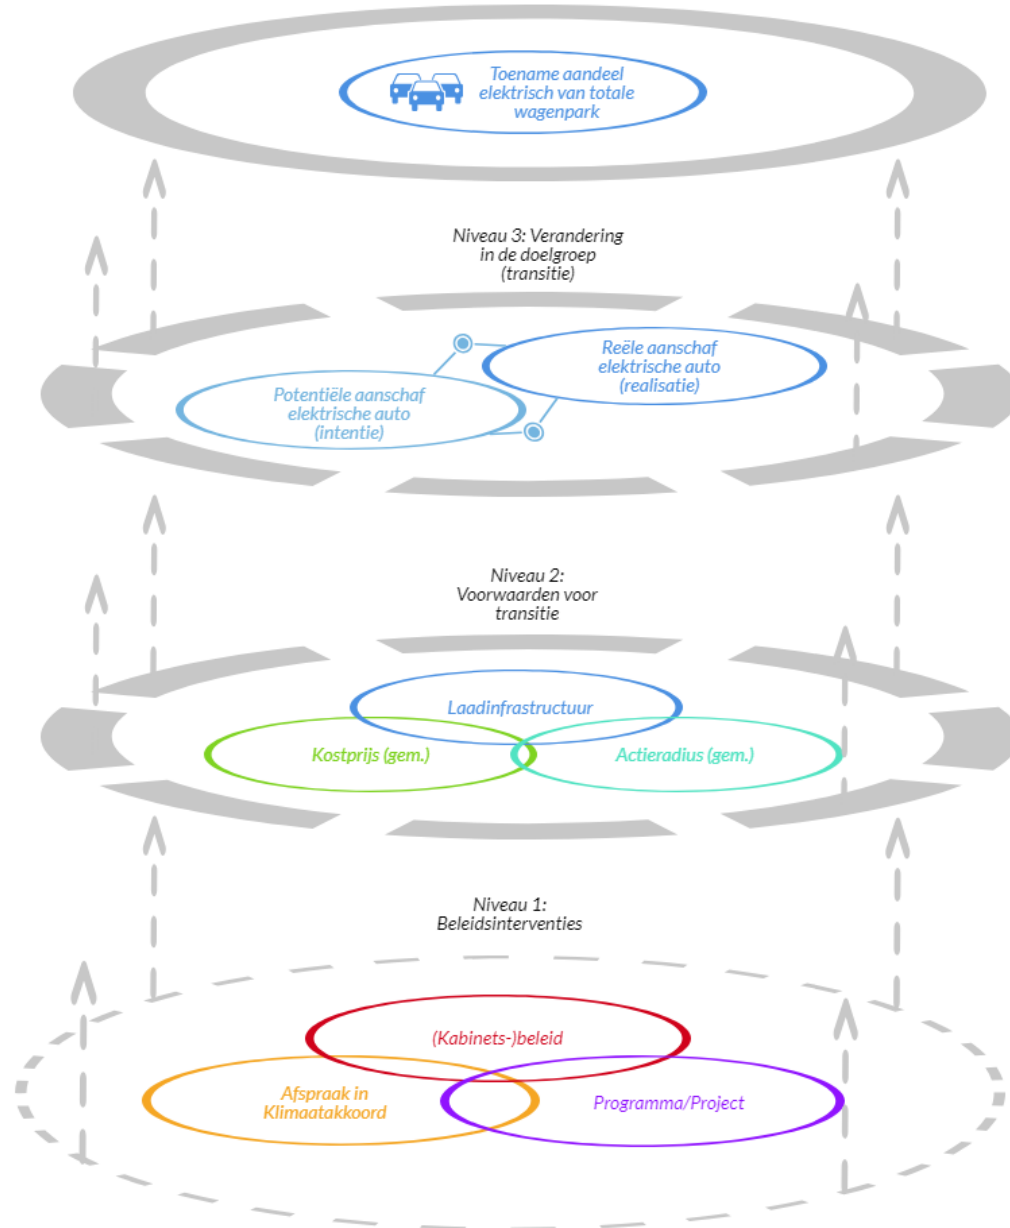 Toename aandeel
elektrisch van totale
wagenpark
Niveau 3: Verandering
in de doelgroep
(transitie)
Reële aanschaf
elektrische auto
(realisatie)
Potentiële aanschaf
elektrische auto
(intentie)
Niveau 2:
Voorwaarden voor
transitie
Laadinfrastructuur
Kostprijs (gem.)
Actieradius (gem.)
Niveau 1:
Beleidsinterventies
(Kabinets-)beleid
Afspraak in
Klimaatakkoord
Programma/Project